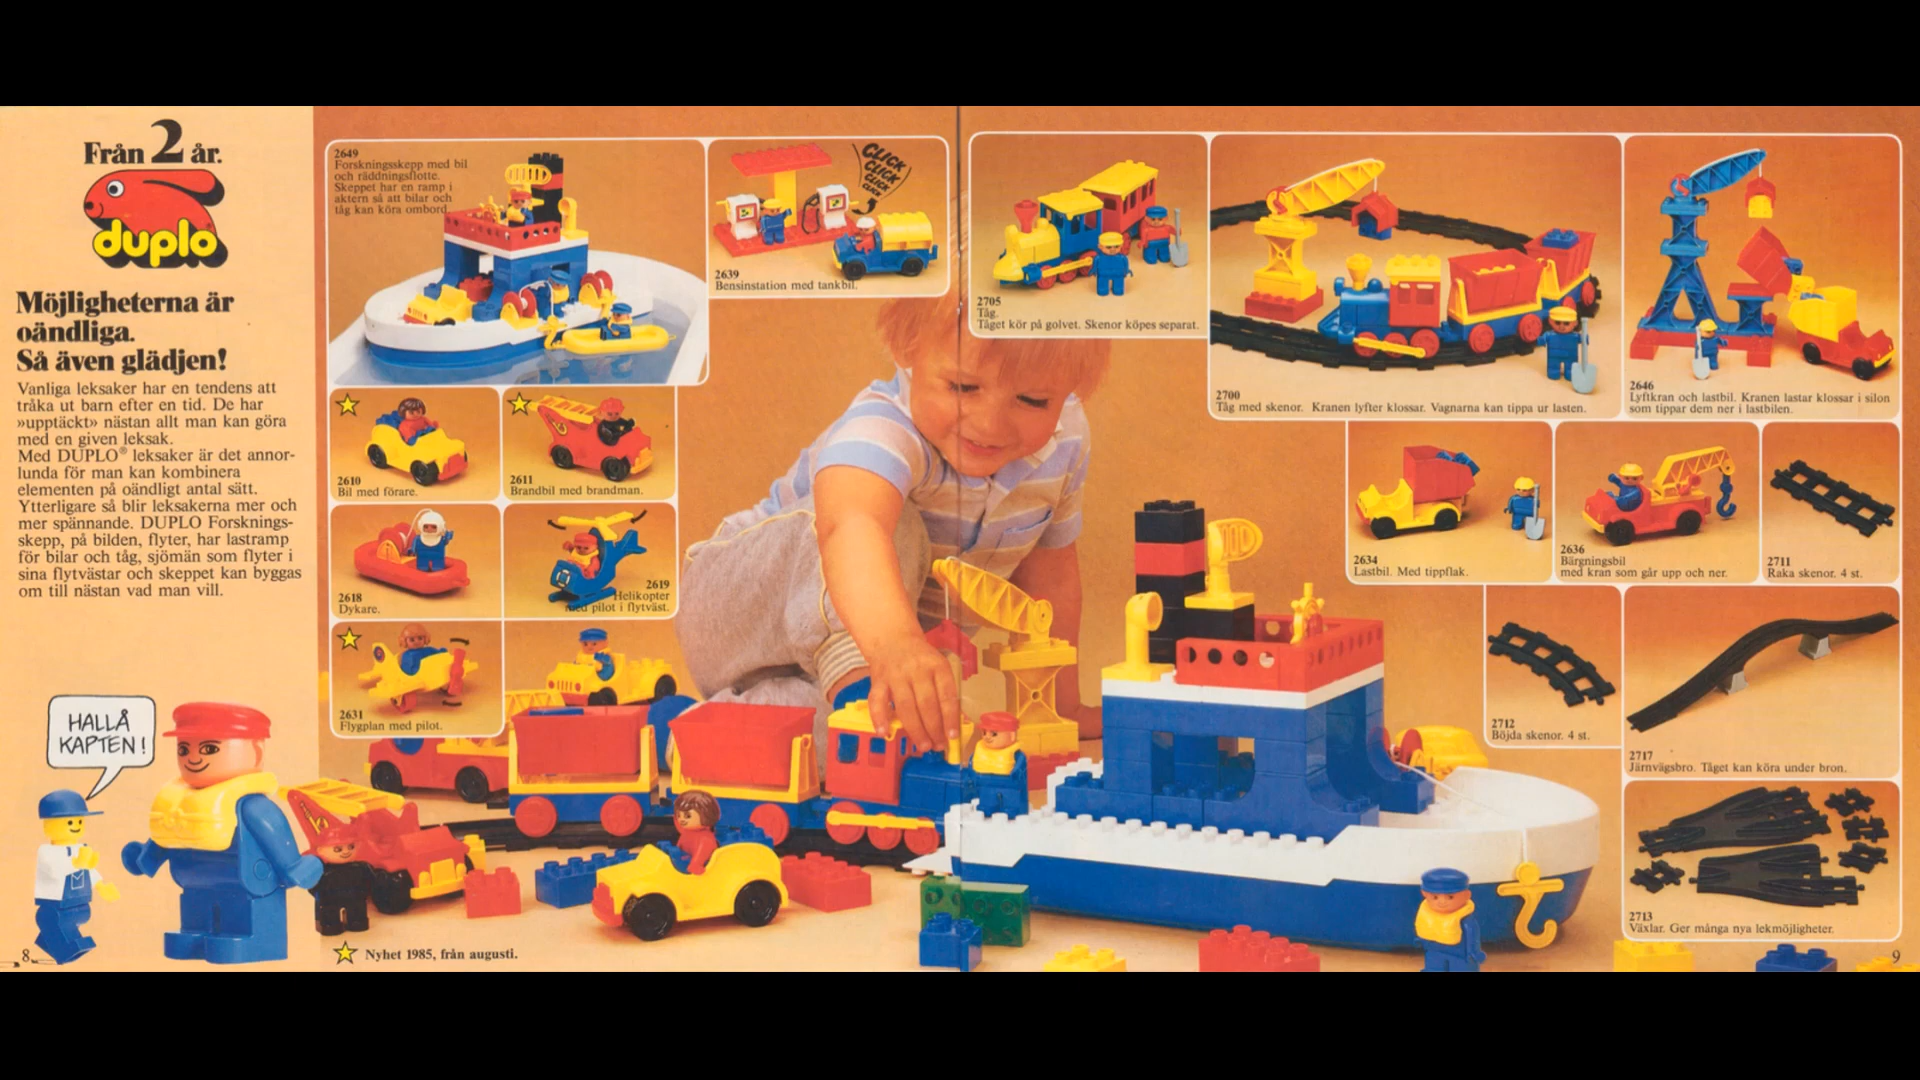 Från 2 år.
duplo
Möjligheterna är
oändliga.
Så även glädjen!
Vanliga leksaker har en tendens att
tråka ut barn efter en tid. De har
»upptäckt» nästan allt man kan göra
med en given leksak.
Med DUPLO® leksaker är det annor-
lunda för man kan kombinera
elementen på oändligt antal sätt.
Ytterligare så blir leksakerna mer och
mer spännande. DUPLO Forsknings-
skepp, på bilden, flyter, har lastramp
för bilar och tåg, sjömän som flyter i
sina flytvästar och skeppet kan byggas
om till nästan vad man vill.
HALLÅ
KAPTEN!
8
2649
Forskningsskepp med bil
och räddningsflotte.
Skeppet har en ramp i
aktern så att bilar och
tåg kan köra ombord.
CLICK
CLICK
CLICK
CLICK
2639
Bensinstation med tankbil.
2610
Bil med förare.
2611
Brandbil med brandman.
2618
Dykare.
2619
Helikopter
med pilot i flytväst.
2631
Flygplan med pilot.
Nyhet 1985, från augusti.
2705
Tåg.
Tåget kör på golvet. Skenor köpes separat.
2700
Tåg med skenor. Kranen lyfter klossar. Vagnarna kan tippa ur lasten.
2646
Lyftkran och lastbil. Kranen lastar klossar i silon
som tippar dem ner i lastbilen.
2634
Lastbil. Med tippflak.
2636
Bärgningsbil
med kran som går upp och ner.
2711
Raka skenor. 4 st.
2712
Böjda skenor. 4 st.
2717
Järnvägsbro. Tåget kan köra under bron.
2713
Växlar. Ger många nya lekmöjligheter.
9